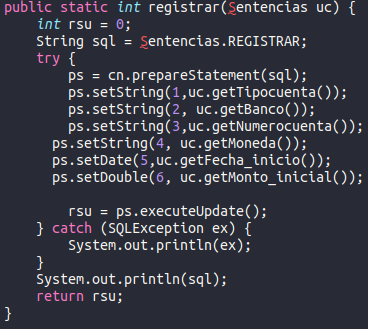 public static int registrar(Sentencias uc) {
    int rsu = 0;
    String sql = Sentencias.REGISTRAR;
    try {
        ps = cn.prepareStatement(sql);
        ps.setString(1,uc.getTipocuenta());
        ps.setString(2, uc.getBanco());
        ps.setString(3,uc.getNumerocuenta());
      ps.setString(4, uc.getMoneda());
      ps.setDate(5,uc.getFecha_inicio());
      ps.setDouble(6, uc.getMonto_inicial());

        rsu = ps.executeUpdate();
    } catch (SQLException ex) {
        System.out.println(ex);
    }
    System.out.println(sql);
    return rsu;
}